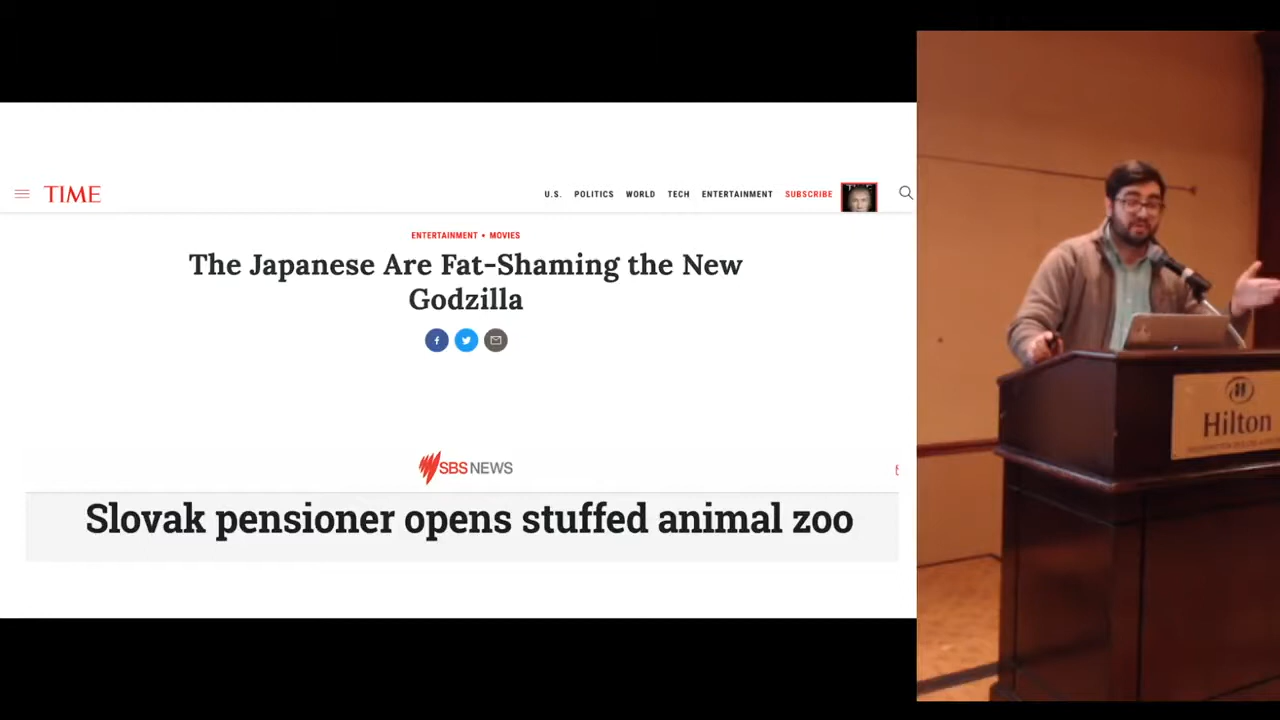 TIME
U.S. POLITICS WORLD TECH ENTERTAINMENT SUBSCRIBE
ENTERTAINMENT • MOVIES
The Japanese Are Fat-Shaming the New
Godzilla
SBS NEWS
Slovak pensioner opens stuffed animal zoo
Hilton